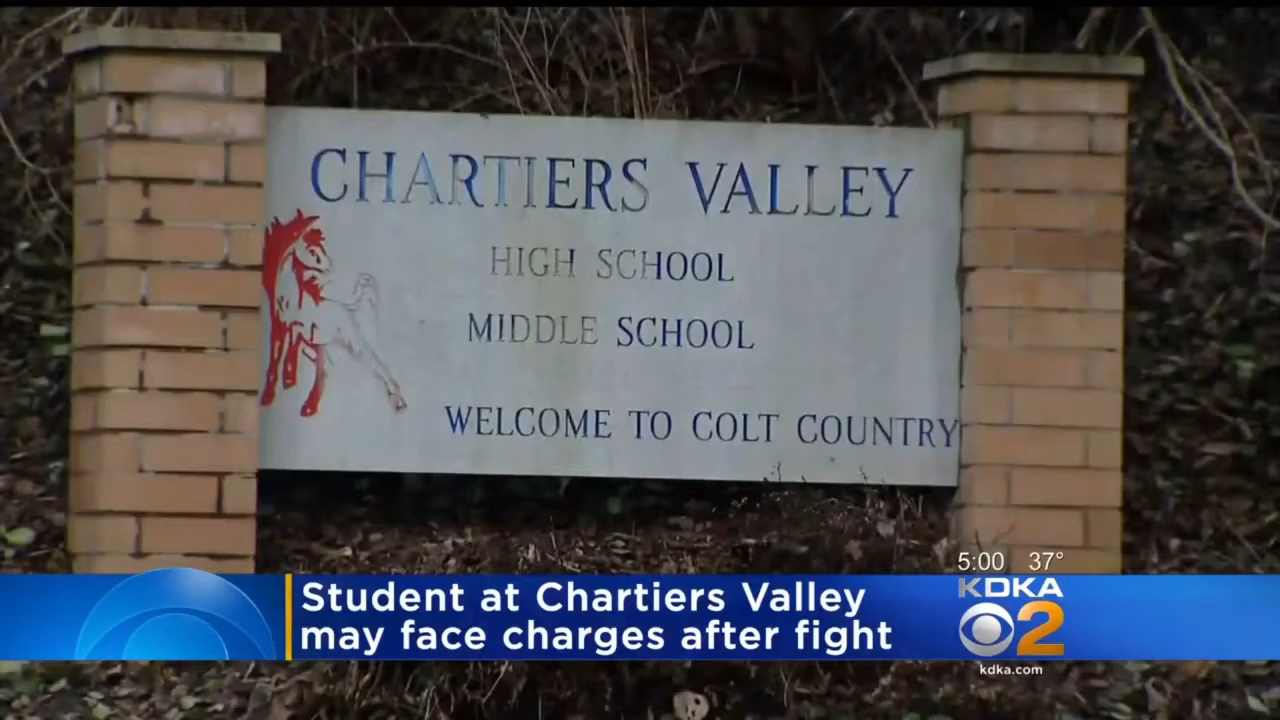 CHARTIERS VALLEY
HIGH SCHOOL
MIDDLE SCHOOL
WELCOME TO COLT COUNTRY
5:00 37°
Student at Chartiers Valley
may face charges after fight
KDKA
2
kdka.com